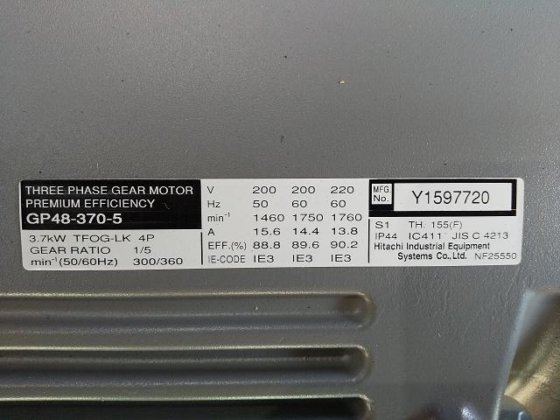 THREE PHASE GEAR MOTOR
PREMIUM EFFICIENCY
GP48-370-5
3.7kW TFOG-LK 4P
GEAR RATIO 1/5
min⁻¹(50/60Hz) 300/360
V 200 200 220
Hz 50 60 60
min⁻¹ 1460 1750 1760
A 15.6 14.4 13.8
EFF.(%) 88.8 89.6 90.2
IE-CODE IE3 IE3 IE3
MFG. No. Y1597720
S1 TH. 155(F)
IP44 IC411 JIS C 4213
Hitachi Industrial Equipment
Systems Co., Ltd. NF25550